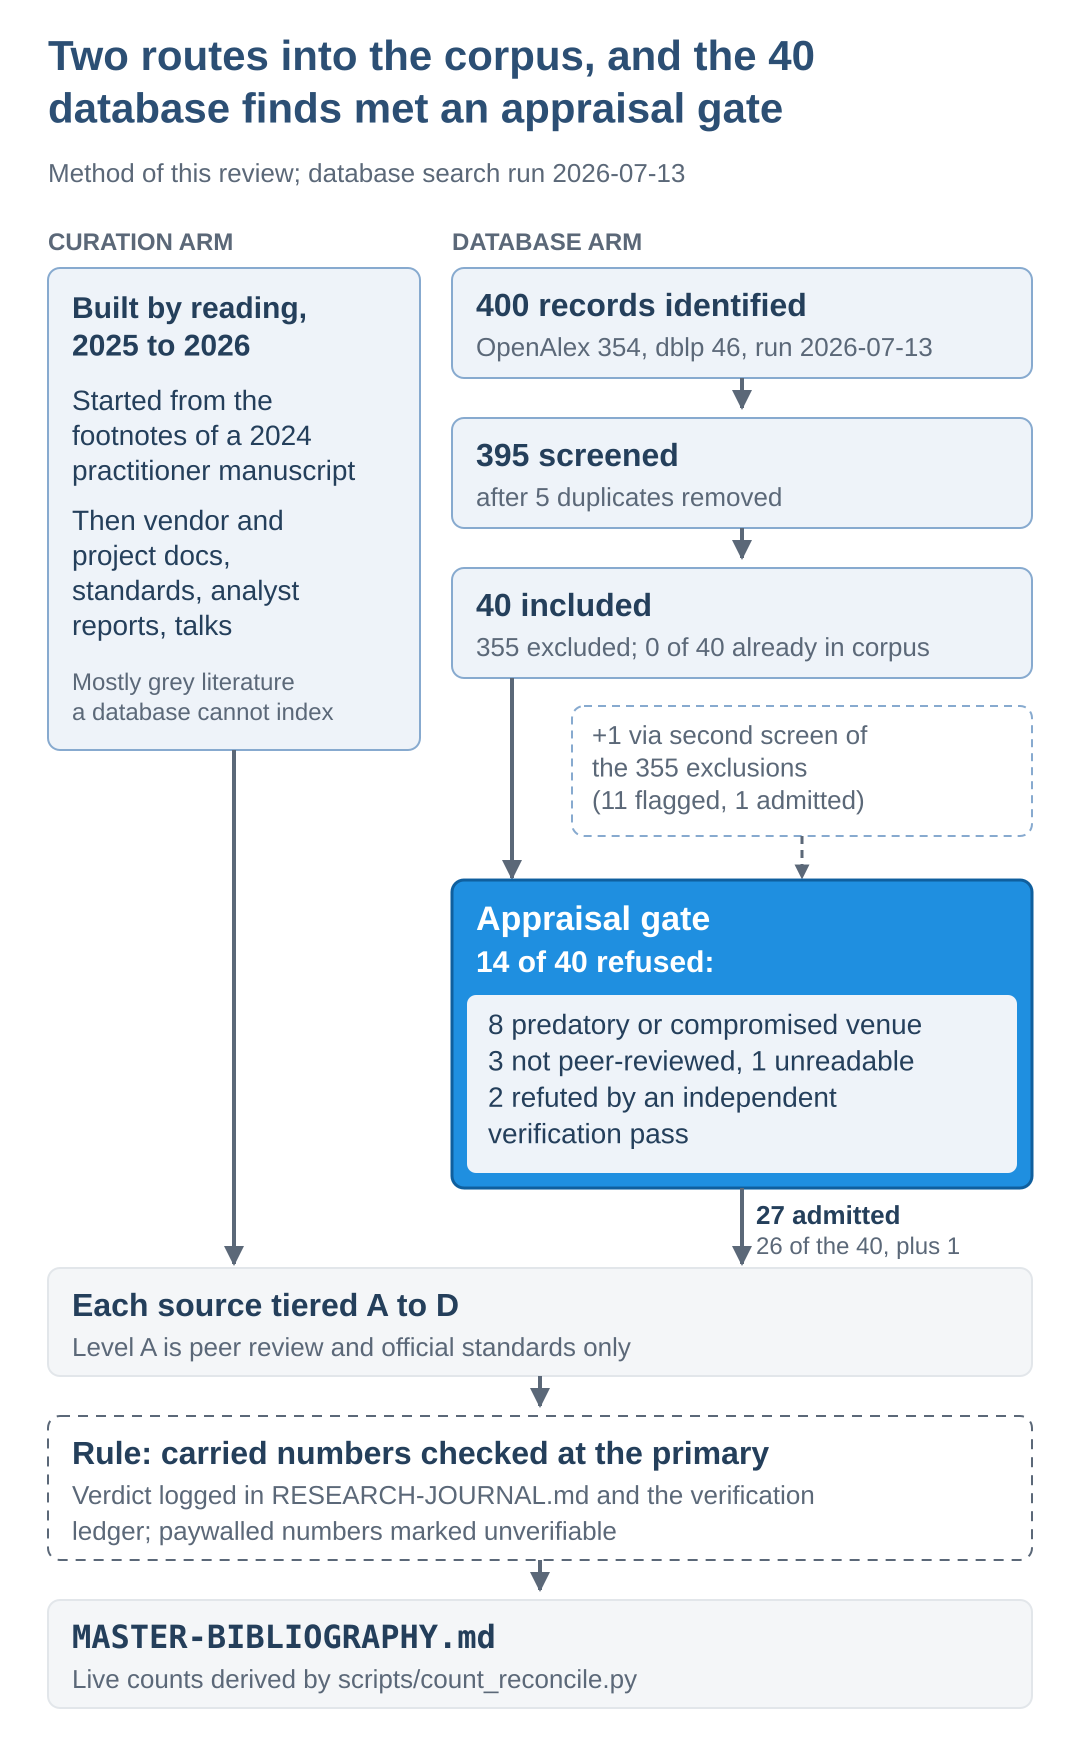 Two routes into the corpus, and the 40
database finds met an appraisal gate
Method of this review; database search run 2026-07-13
CURATION ARM
Built by reading,
2025 to 2026
Started from the
footnotes of a 2024
practitioner manuscript
Then vendor and
project docs,
standards, analyst
reports, talks
Mostly grey literature
a database cannot index
DATABASE ARM
400 records identified
OpenAlex 354, dblp 46, run 2026-07-13
395 screened
after 5 duplicates removed
40 included
355 excluded; 0 of 40 already in corpus
+1 via second screen of
the 355 exclusions
(11 flagged, 1 admitted)
Appraisal gate
14 of 40 refused:
8 predatory or compromised venue
3 not peer-reviewed, 1 unreadable
2 refuted by an independent
verification pass
27 admitted
26 of the 40, plus 1
Each source tiered A to D
Level A is peer review and official standards only
Rule: carried numbers checked at the primary
Verdict logged in RESEARCH-JOURNAL.md and the verification
ledger; paywalled numbers marked unverifiable
MASTER-BIBLIOGRAPHY.md
Live counts derived by scripts/count_reconcile.py